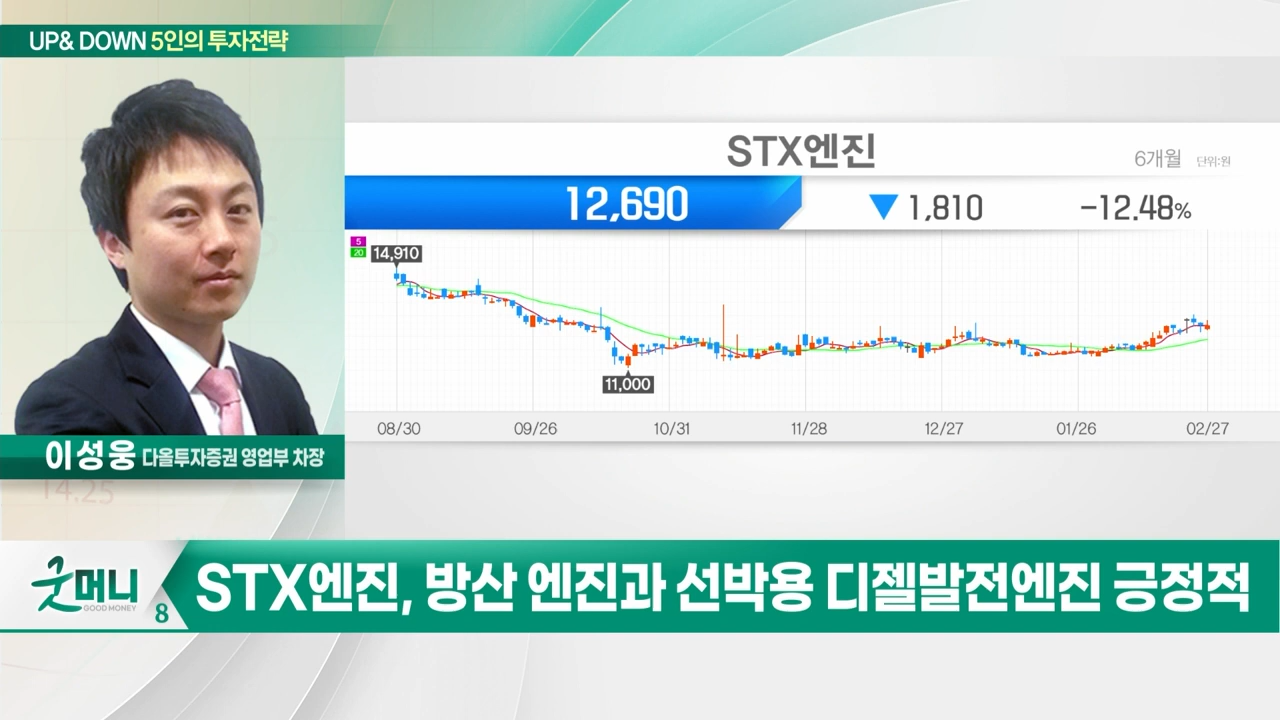 UP& DOWN 5인의 투자전략
STX엔진
6개월 단위:원
12,690 ▼ 1,810 -12.48%
5
20
14,910
11,000
08/30 09/26 10/31 11/28 12/27 01/26 02/27
이성웅 다올투자증권 영업부 차장
14.25
굿머니
GOOD MONEY
8
STX엔진, 방산 엔진과 선박용 디젤발전엔진 긍정적